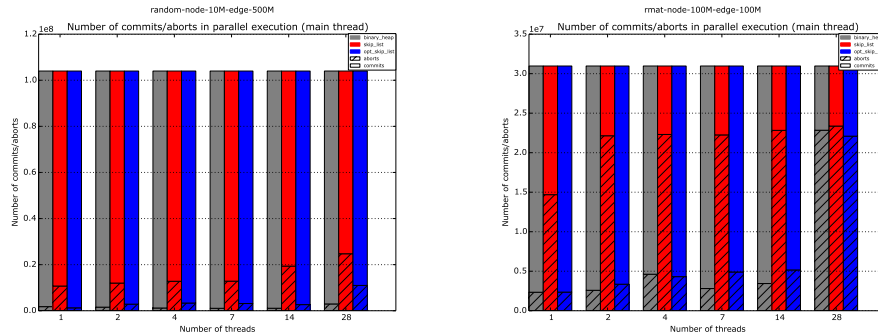 random-node-10M-edge-500M
Number of commits/aborts in parallel execution (main thread)
1e8
binary_heap
skip_list
opt_skip_list
aborts
commits
1.2
1.0
0.8
0.6
0.4
0.2
0.0
Number of commits/aborts
1 2 4 7 14 28
Number of threads
rmat-node-100M-edge-100M
Number of commits/aborts in parallel execution (main thread)
1e7
binary_hea
skip_list
opt_skip_
aborts
commits
3.5
3.0
2.5
2.0
1.5
1.0
0.5
0.0
Number of commits/aborts
1 2 4 7 14 28
Number of threads